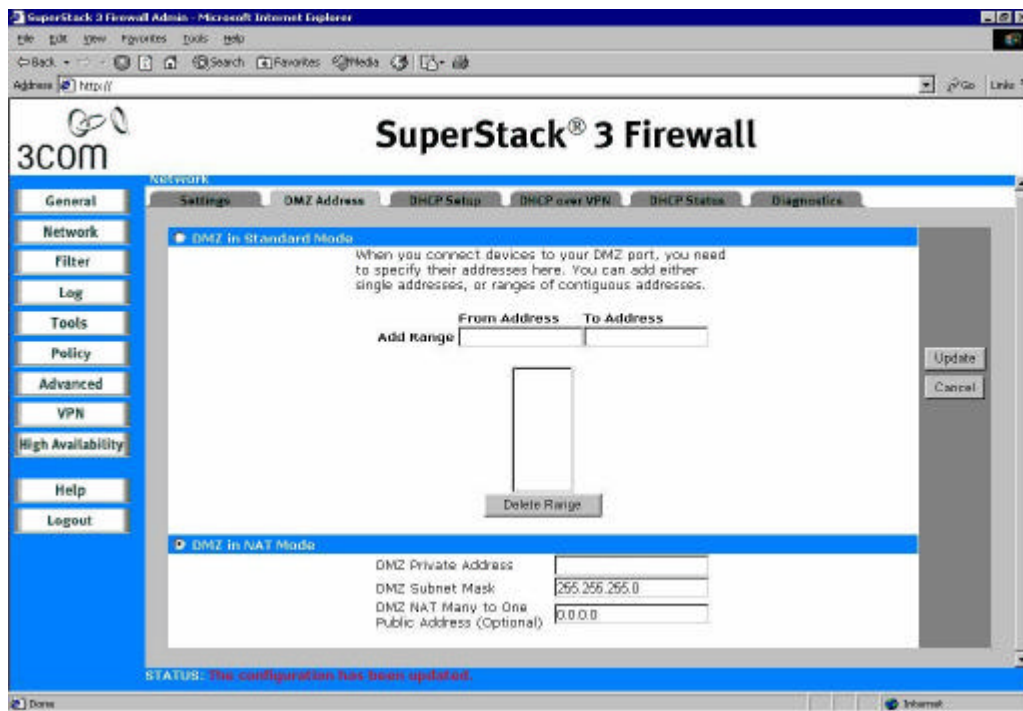 SuperStack 3 Firewall Admin - Microsoft Internet Explorer
File Edit View Favorites Tools Help
Back Search Favorites Media
Address http:// Go Links
3COM
SuperStack® 3 Firewall
Network
Settings DMZ Address DHCP Setup DHCP over VPN DHCP Status Diagnostics
General
Network
Filter
Log
Tools
Policy
Advanced
VPN
High Availability
Help
Logout
DMZ in Standard Mode
When you connect devices to your DMZ port, you need
to specify their addresses here. You can add either
single addresses, or ranges of contiguous addresses.
From Address To Address
Add Range
Delete Range
Update
Cancel
DMZ in NAT Mode
DMZ Private Address
DMZ Subnet Mask 255.255.255.0
DMZ NAT Many to One
Public Address (Optional) 0.0.0.0
STATUS: The configuration has been updated.
Done Internet